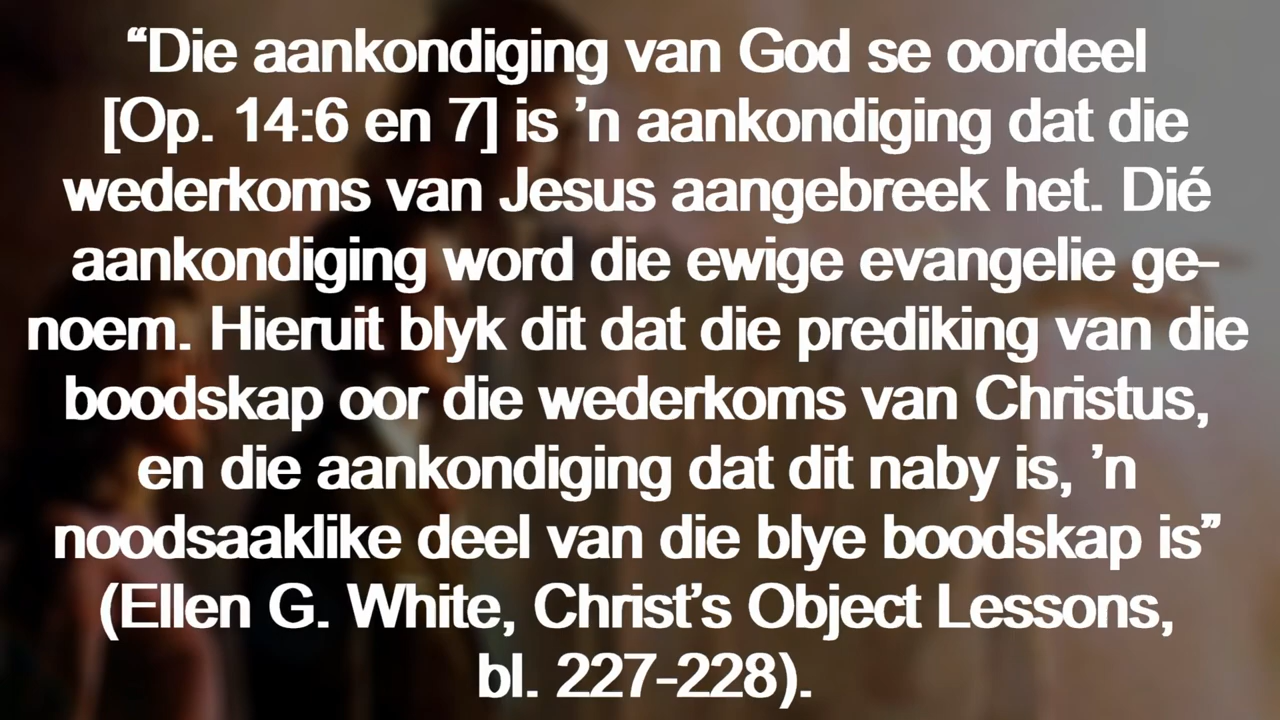 “Die aankondiging van God se oordeel
[Op. 14:6 en 7] is ’n aankondiging dat die
wederkoms van Jesus aangebreek het. Dié
aankondiging word die ewige evangelie ge-
noem. Hieruit blyk dit dat die prediking van die
boodskap oor die wederkoms van Christus,
en die aankondiging dat dit naby is, ’n
noodsaaklike deel van die blye boodskap is”
(Ellen G. White, Christ’s Object Lessons,
bl. 227-228).